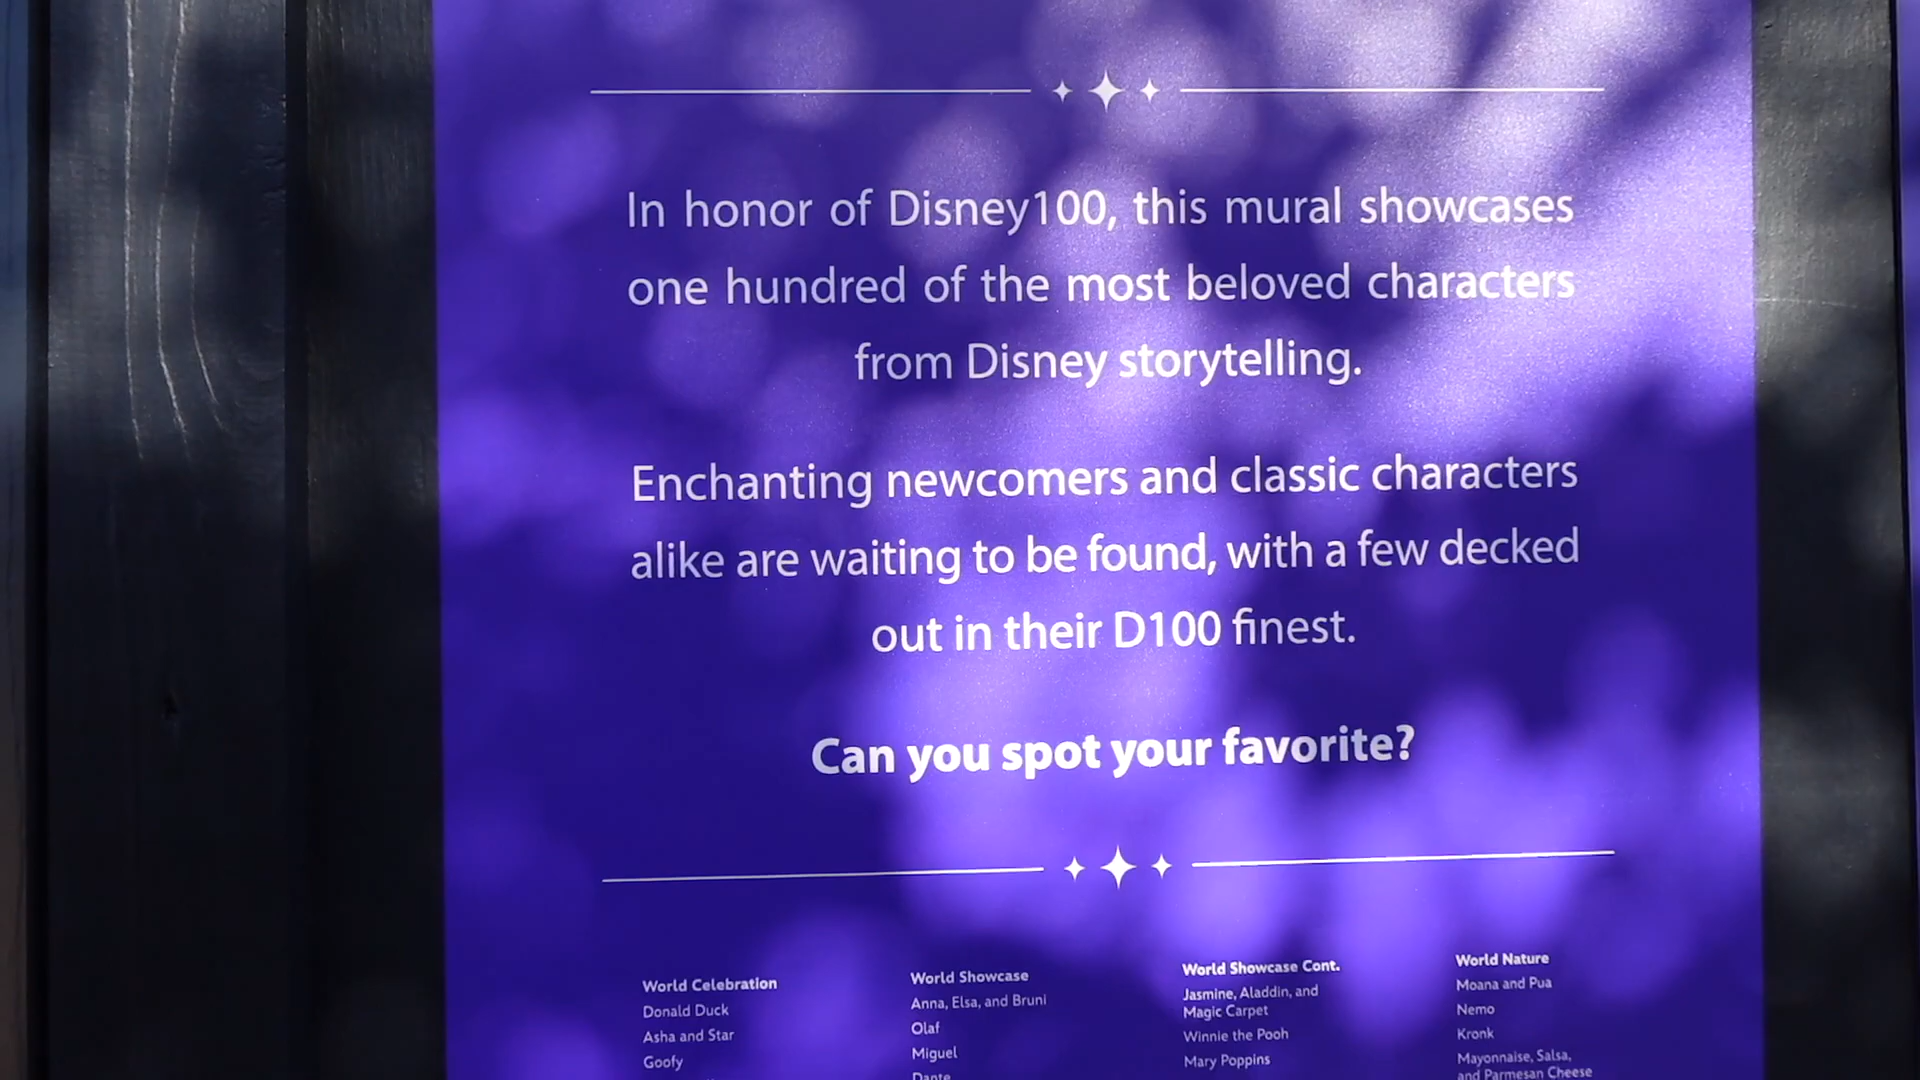 In honor of Disney100, this mural showcases
one hundred of the most beloved characters
from Disney storytelling.
Enchanting newcomers and classic characters
alike are waiting to be found, with a few decked
out in their D100 finest.
Can you spot your favorite?
World Celebration
Donald Duck
Asha and Star
Goofy
World Showcase
Anna, Elsa, and Bruni
Olaf
Miguel
Dante
World Showcase Cont.
Jasmine, Aladdin, and
Magic Carpet
Winnie the Pooh
Mary Poppins
World Nature
Moana and Pua
Nemo
Kronk
Mayonnaise, Salsa,
and Parmesan Cheese